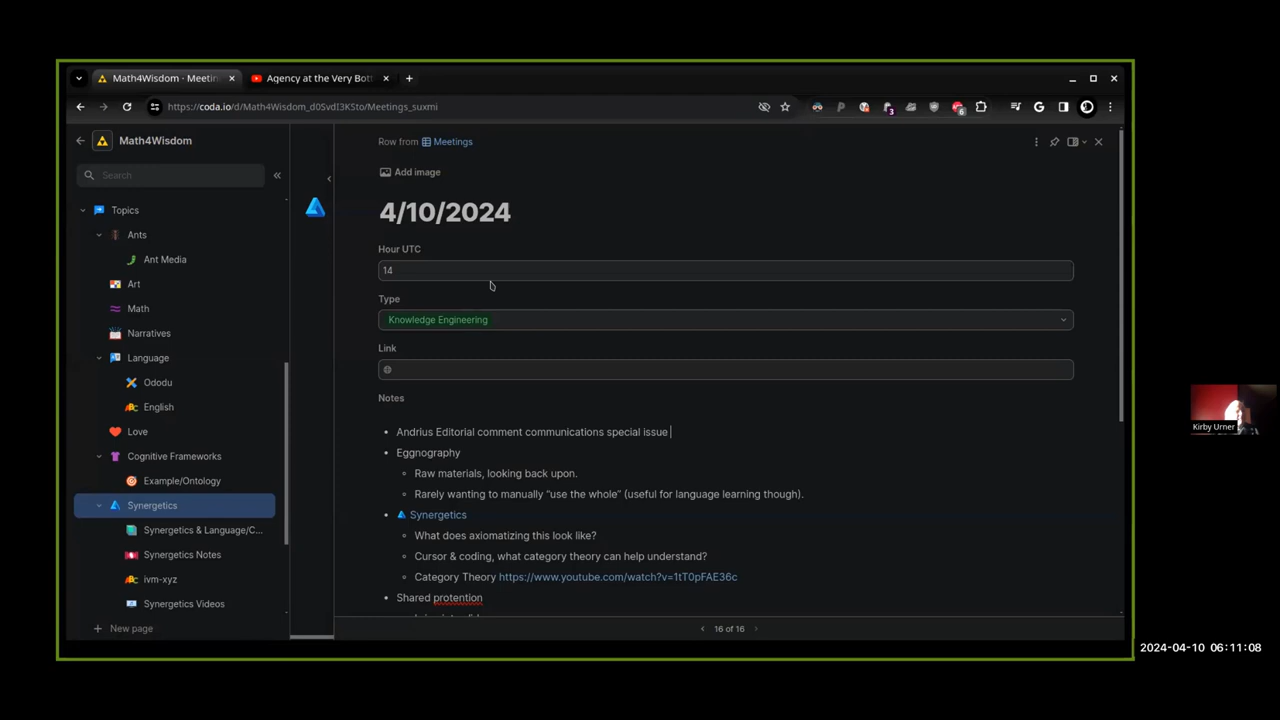 Math4Wisdom · Meetin
Agency at the Very Bott
https://coda.io/d/Math4Wisdom_d0SvdI3KSto/Meetings_suxmi
3
6
Math4Wisdom
Search
Topics
Ants
Ant Media
Art
Math
Narratives
Language
Ododu
English
Love
Cognitive Frameworks
Example/Ontology
Synergetics
Synergetics & Language/C...
Synergetics Notes
ivm-xyz
Synergetics Videos
New page
Row from Meetings
Add image
4/10/2024
Hour UTC
14
Type
Knowledge Engineering
Link
Notes
Andrius Editorial comment communications special issue
Eggnography
Raw materials, looking back upon.
Rarely wanting to manually “use the whole” (useful for language learning though).
Synergetics
What does axiomatizing this look like?
Cursor & coding, what category theory can help understand?
Category Theory https://www.youtube.com/watch?v=1tT0pFAE36c
Shared protention
16 of 16
Kirby Urner
2024-04-10 06:11:08